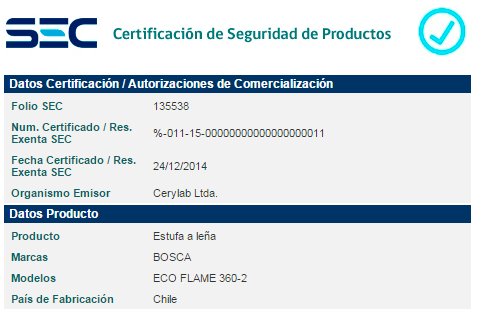 SEC Certificación de Seguridad de Productos
Datos Certificación / Autorizaciones de Comercialización
Folio SEC 135538
Num. Certificado / Res.
Exenta SEC %-011-15-00000000000000000011
Fecha Certificado / Res.
Exenta SEC 24/12/2014
Organismo Emisor Cerylab Ltda.
Datos Producto
Producto Estufa a leña
Marcas BOSCA
Modelos ECO FLAME 360-2
País de Fabricación Chile